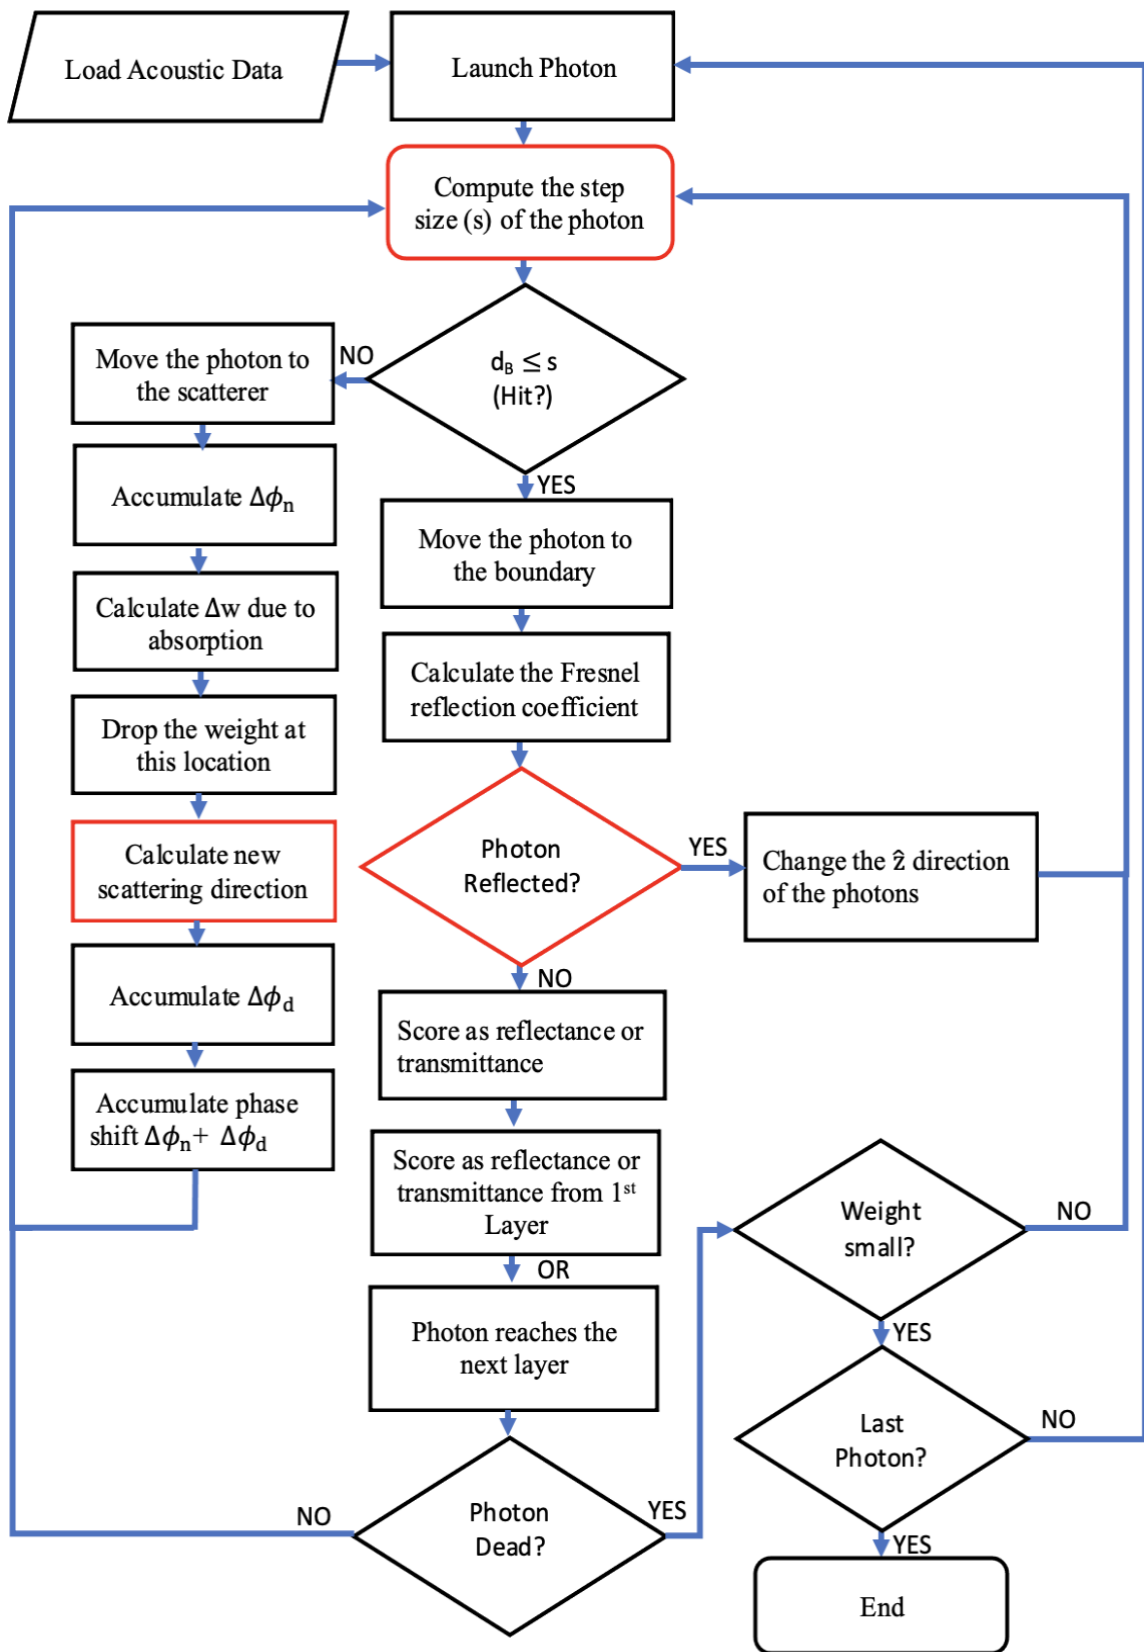 Load Acoustic Data
Launch Photon
Compute the step
size (s) of the photon
d_B ≤ s
(Hit?)
NO
Move the photon to
the scatterer
Accumulate Δϕ_n
Calculate Δw due to
absorption
Drop the weight at
this location
Calculate new
scattering direction
Accumulate Δϕ_d
Accumulate phase
shift Δϕ_n + Δϕ_d
YES
Move the photon to
the boundary
Calculate the Fresnel
reflection coefficient
Photon
Reflected?
YES
Change the ẑ direction
of the photons
NO
Score as reflectance or
transmittance
Score as reflectance or
transmittance from 1st
Layer
OR
Photon reaches the
next layer
Photon
Dead?
NO
YES
Weight
small?
NO
YES
Last
Photon?
NO
YES
End